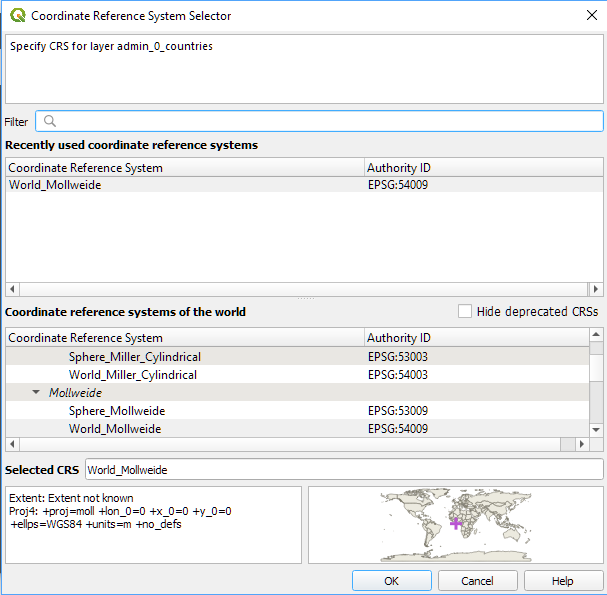 Coordinate Reference System Selector
Specify CRS for layer admin_0_countries
Filter
Recently used coordinate reference systems
Coordinate Reference System Authority ID
World_Mollweide EPSG:54009
Coordinate reference systems of the world Hide deprecated CRSs
Coordinate Reference System Authority ID
Sphere_Miller_Cylindrical EPSG:53003
World_Miller_Cylindrical EPSG:54003
Mollweide
Sphere_Mollweide EPSG:53009
World_Mollweide EPSG:54009
Selected CRS World_Mollweide
Extent: Extent not known
Proj4: +proj=moll +lon_0=0 +x_0=0 +y_0=0
+ellps=WGS84 +units=m +no_defs
OK Cancel Help